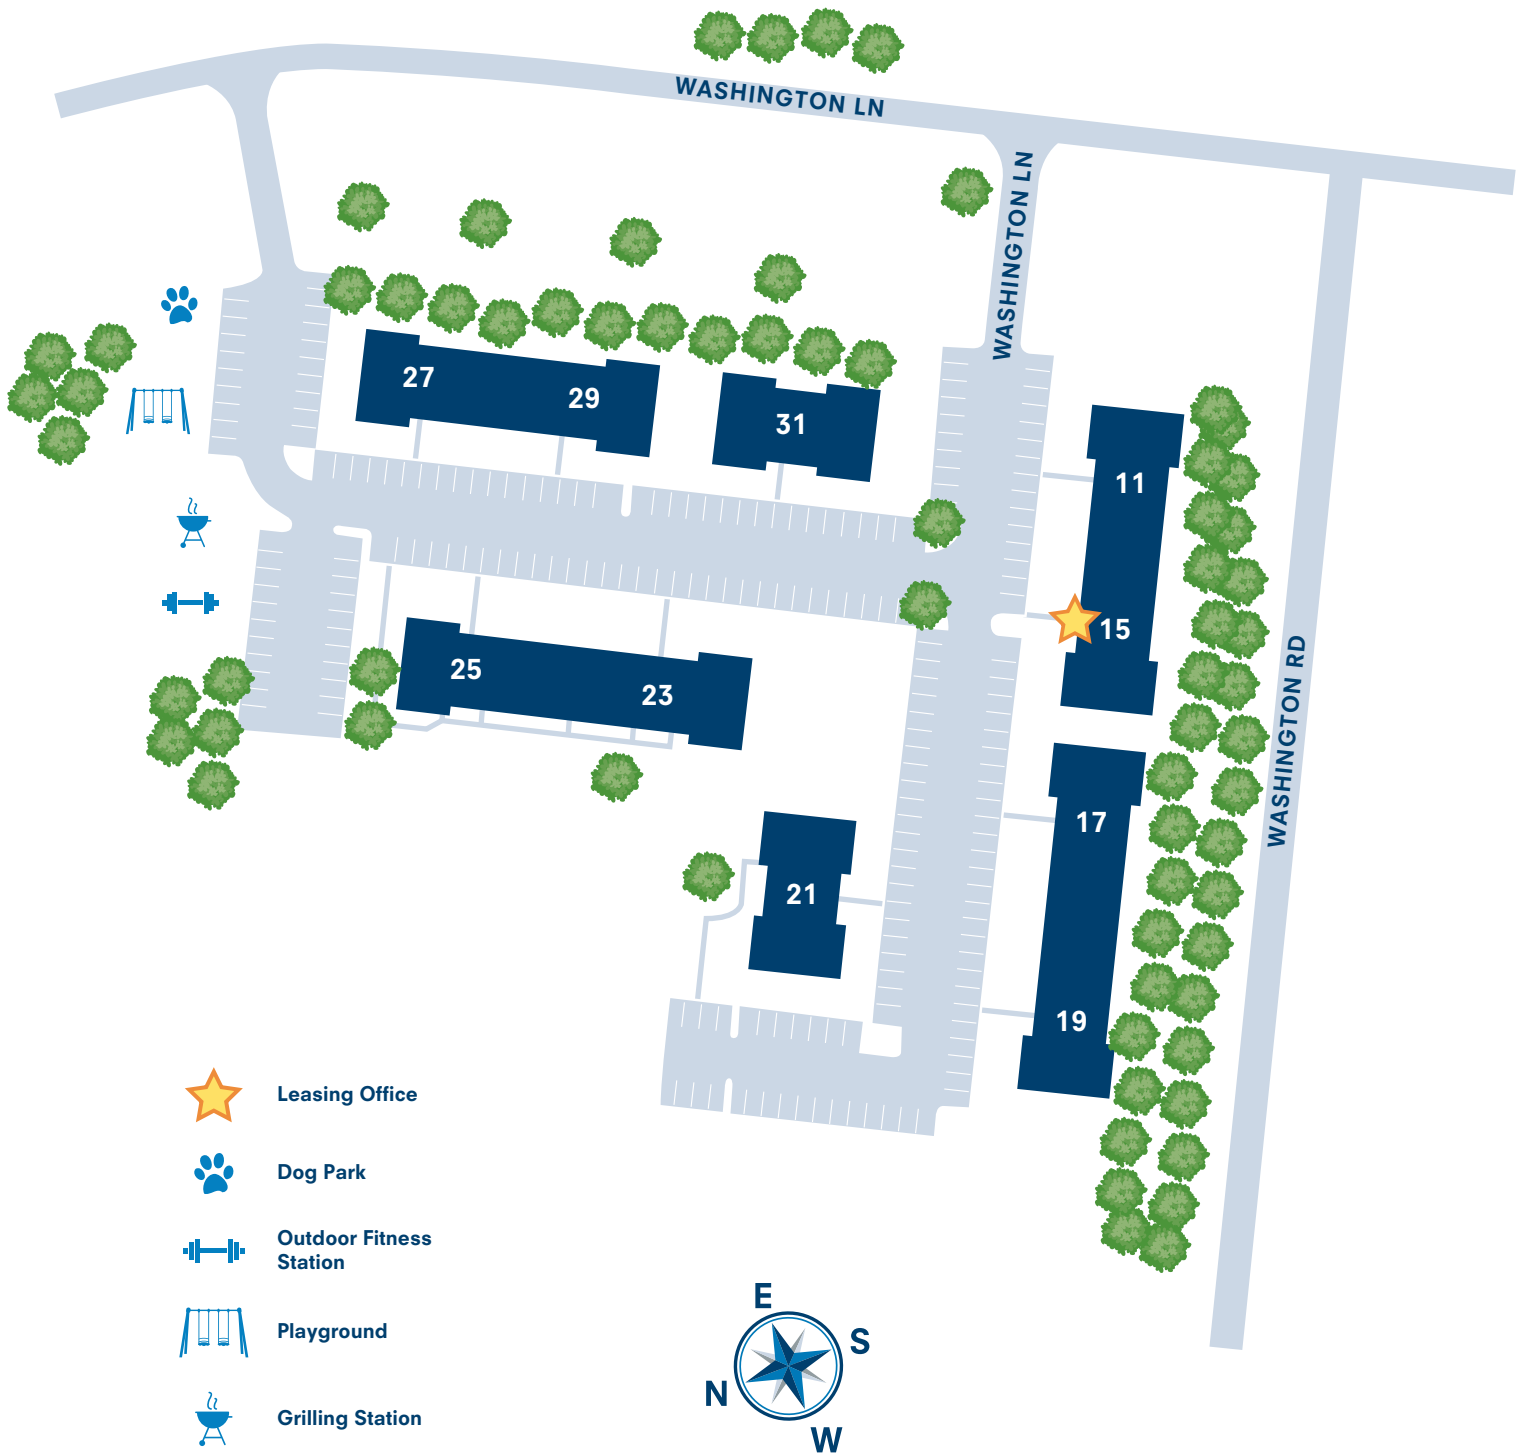 WASHINGTON LN
WASHINGTON LN
27
29
31
11
15
25
23
WASHINGTON RD
17
21
19
Leasing Office
Dog Park
Outdoor Fitness
Station
Playground
Grilling Station
E
S
N
W